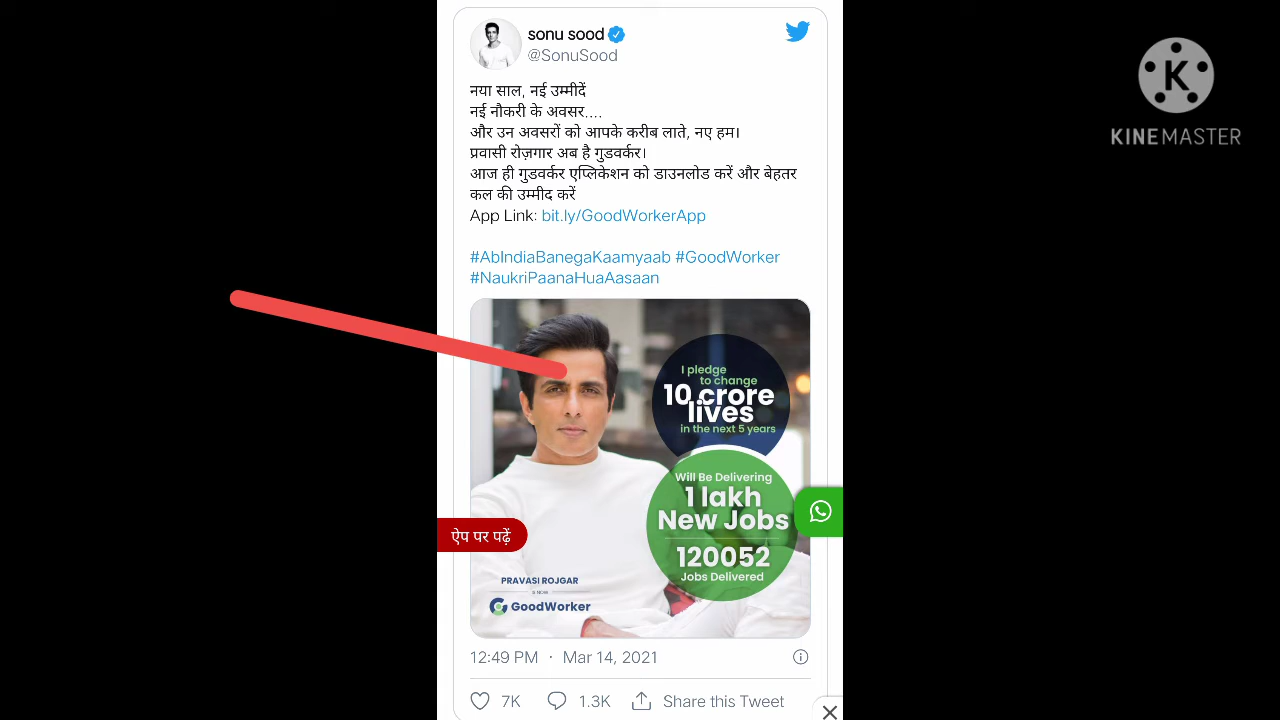 sonu sood
@SonuSood
नया साल, नई उम्मीदें
नई नौकरी के अवसर....
और उन अवसरों को आपके करीब लाते, नए हम।
प्रवासी रोज़गार अब है गुडवर्कर।
आज ही गुडवर्कर एप्लिकेशन को डाउनलोड करें और बेहतर
कल की उम्मीद करें
App Link: bit.ly/GoodWorkerApp
#AbIndiaBanegaKaamyaab #GoodWorker
#NaukriPaanaHuaAasaan
I pledge
to change
10 crore
lives
in the next 5 years
Will Be Delivering
1 lakh
New Jobs
120052
Jobs Delivered
ऐप पर पढ़ें
PRAVASI ROJGAR
IS NOW
GoodWorker
12:49 PM · Mar 14, 2021
7K 1.3K Share this Tweet
K
KINEMASTER